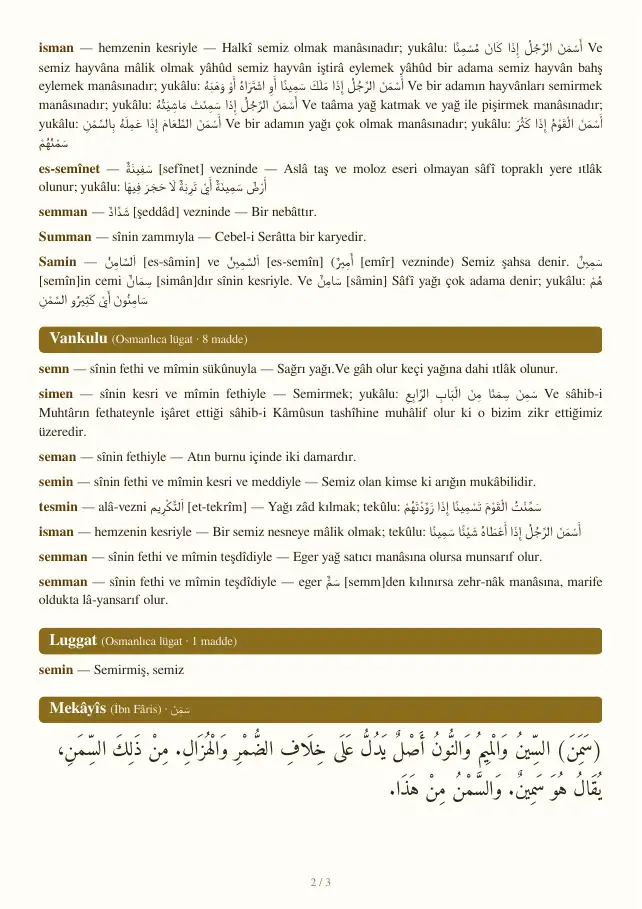 isman — hemzenin kesriyle — Halkî semiz olmak manâsınadır; yukâlu: أَسْمَنَ الرَّجُلُ إِذَا كَانَ مُسْمِنًا Ve
semiz hayvâna mâlik olmak yâhûd semiz hayvân iştirâ eylemek yâhûd bir adama semiz hayvân bahş
eylemek manâsınadır; yukâlu: أَسْمَنَ الرَّجُلُ إِذَا مَلَكَ سَمِينًا أَوِ اشْتَرَاهُ أَوْ وَهَبَهُ Ve bir adamın hayvânları semirmek
manâsınadır; yukâlu: أَسْمَنَ الرَّجُلُ إِذَا سَمِنَتْ مَاشِيَتُهُ Ve taâma yağ katmak ve yağ ile pişirmek manâsınadır;
yukâlu: أَسْمَنَ الطَّعَامَ إِذَا عَمِلَهُ بِالسَّمْنِ Ve bir adamın yağı çok olmak manâsınadır; yukâlu: أَسْمَنَ الْقَوْمُ إِذَا كَثُرَ
سَمْنُهُمْ
es-semînet — سَفِينَةٌ [sefînet] vezninde — Aslâ taş ve moloz eseri olmayan sâfî topraklı yere ıtlâk
olunur; yukâlu: أَرْضٌ سَمِينَةٌ أَيْ تَرِبَةٌ لَا حَجَرَ فِيهَا
semman — شَدَّادٌ [şeddâd] vezninde — Bir nebâttır.
Summan — sînin zammıyla — Cebel-i Serâtta bir karyedir.
Samin — اَلسَّامِنُ [es-sâmin] ve اَلسَّمِينُ [es-semîn] (أَمِيرٌ [emîr] vezninde) Semiz şahsa denir. سَمِينٌ
[semîn]in cemi سِمَانٌ [simân]dır sînin kesriyle. Ve سَامِنٌ [sâmin] Sâfî yağı çok adama denir; yukâlu: هُمْ
سَامِنُونَ أَيْ كَثِيرُو السَّمْنِ
Vankulu (Osmanlıca lügat · 8 madde)
semn — sînin fethi ve mîmin sükûnuyla — Sağrı yağı.Ve gâh olur keçi yağına dahi ıtlâk olunur.
simen — sînin kesri ve mîmin fethiyle — Semirmek; yukâlu: سَمِنَ سِمَنًا مِنَ الْبَابِ الرَّابِعِ Ve sâhib-i
Muhtârın fethateynle işâret ettiği sâhib-i Kâmûsun tashîhine muhâlif olur ki o bizim zikr ettiğimiz
üzeredir.
seman — sînin fethiyle — Atın burnu içinde iki damardır.
semin — sînin fethi ve mîmin kesri ve meddiyle — Semiz olan kimse ki arığın mukâbilidir.
tesmin — alâ-vezni اَلتَّكْرِيم [et-tekrîm] — Yağı zâd kılmak; tekûlu: سَمَّنْتُ الْقَوْمَ تَسْمِينًا إِذَا زَوَّدْتَهُمْ
isman — hemzenin kesriyle — Bir semiz nesneye mâlik olmak; tekûlu: أَسْمَنَ الرَّجُلُ إِذَا أَعْطَاهُ شَيْئًا سَمِينًا
semman — sînin fethi ve mîmin teşdîdiyle — Eger yağ satıcı manâsına olursa munsarıf olur.
semman — sînin fethi ve mîmin teşdîdiyle — eger سَمٌّ [semm]den kılınırsa zehr-nâk manâsına, marife
oldukta lâ-yansarıf olur.
Luggat (Osmanlıca lügat · 1 madde)
semin — Semirmiş, semiz
Mekâyîs (İbn Fâris) · سَمَنَ
(سَمَنَ) السِّينُ وَالْمِيمُ وَالنُّونُ أَصْلٌ يَدُلُّ عَلَى خِلَافِ الضُّمْرِ وَالْهُزَالِ. مِنْ ذَلِكَ السِّمَنِ،
يُقَالُ هُوَ سَمِينٌ. وَالسَّمْنُ مِنْ هَذَا.
2 / 3